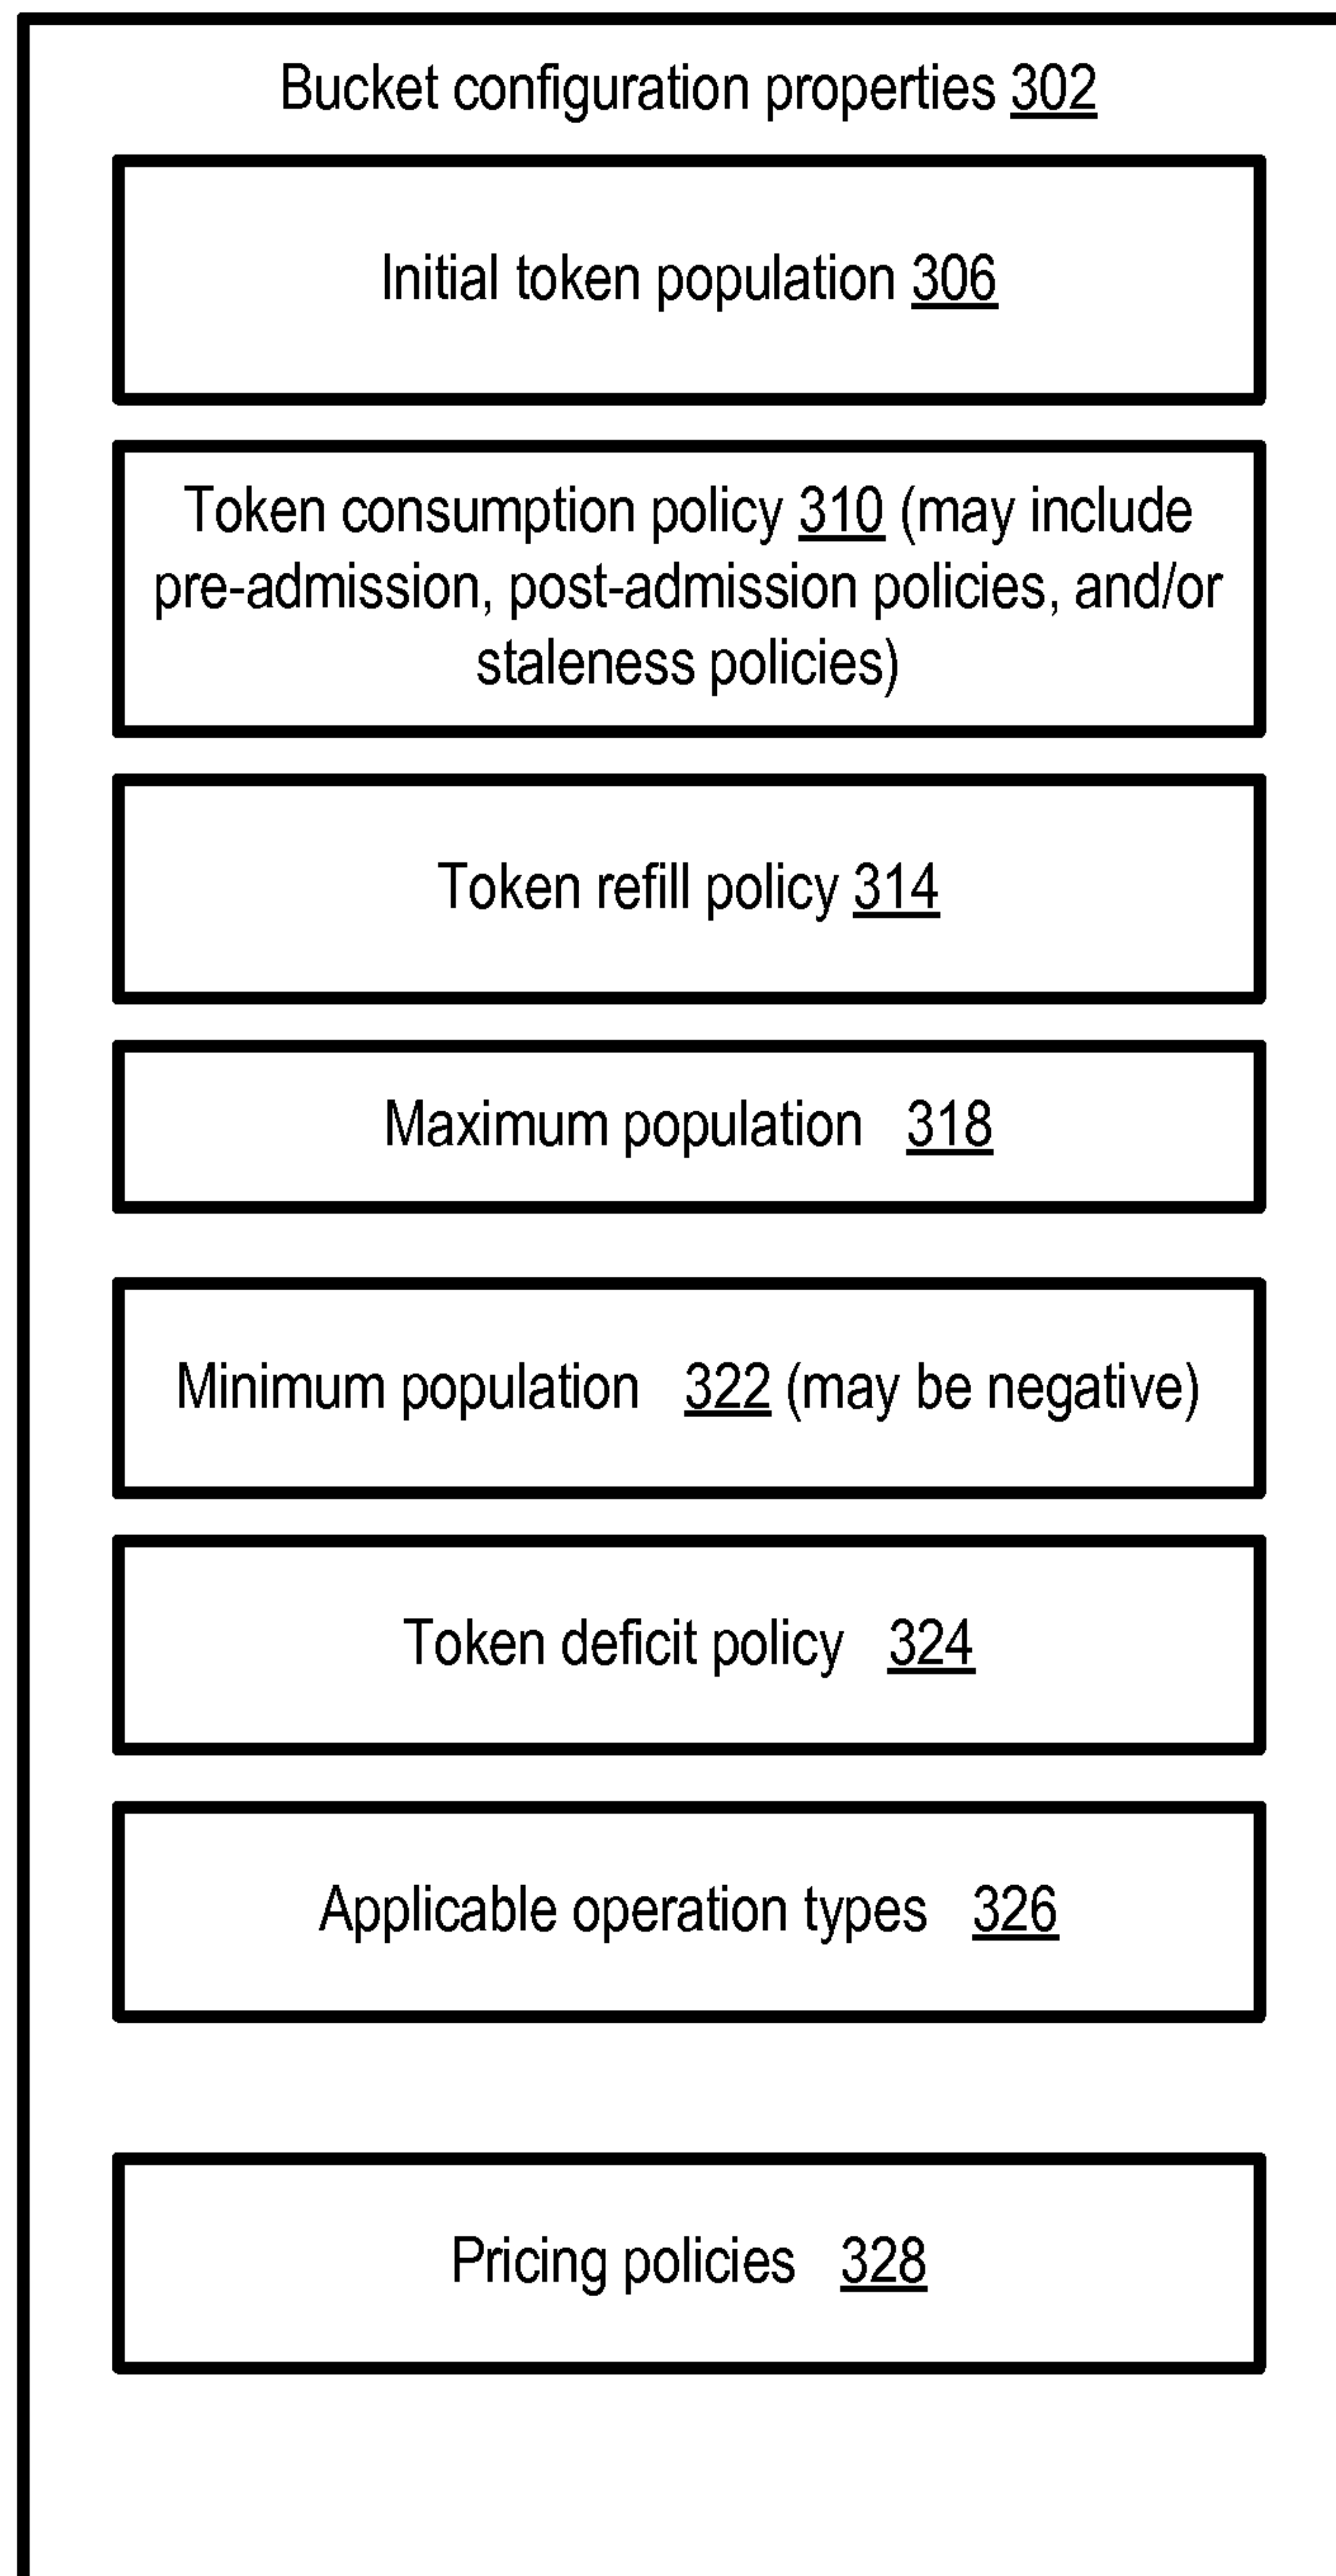 Bucket configuration properties 302
Initial token population 306
Token consumption policy 310 (may include
pre-admission, post-admission policies, and/or
staleness policies)
Token refill policy 314
Maximum population 318
Minimum population 322 (may be negative)
Token deficit policy 324
Applicable operation types 326
Pricing policies 328